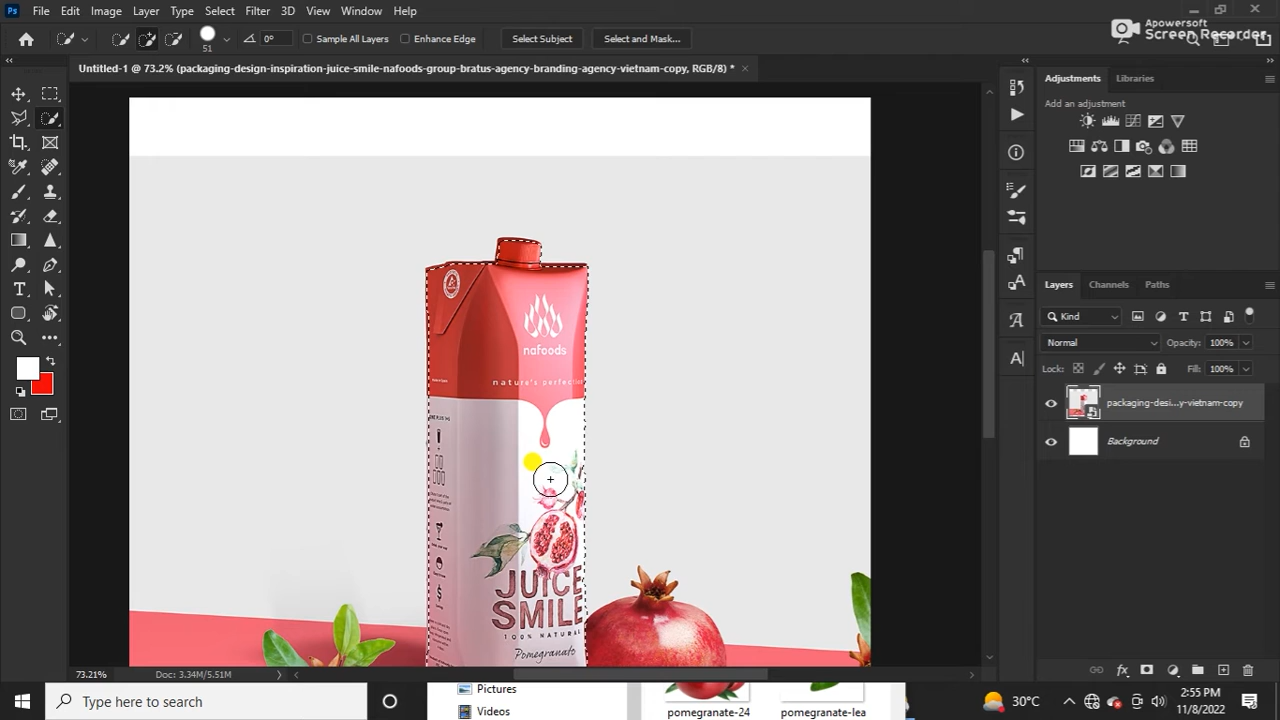 Ps File Edit Image Layer Type Select Filter 3D View Window Help
Apowersoft
Screen Recorder
51
0°
Sample All Layers
Enhance Edge
Select Subject
Select and Mask...
Untitled-1 @ 73.2% (packaging-design-inspiration-juice-smile-nafoods-group-bratus-agency-branding-agency-vietnam-copy, RGB/8) *
Adjustments
Libraries
Add an adjustment
nafoods
nature's perfection
JUICE
SMILE
100% NATURAL
Pomegranate
Layers
Channels
Paths
Kind
Normal
Opacity: 100%
Lock:
Fill: 100%
packaging-desi...y-vietnam-copy
Background
73.21%
Doc: 3.34M/5.51M
Type here to search
Pictures
Videos
pomegranate-24
pomegranate-lea
30°C
2:55 PM
11/8/2022